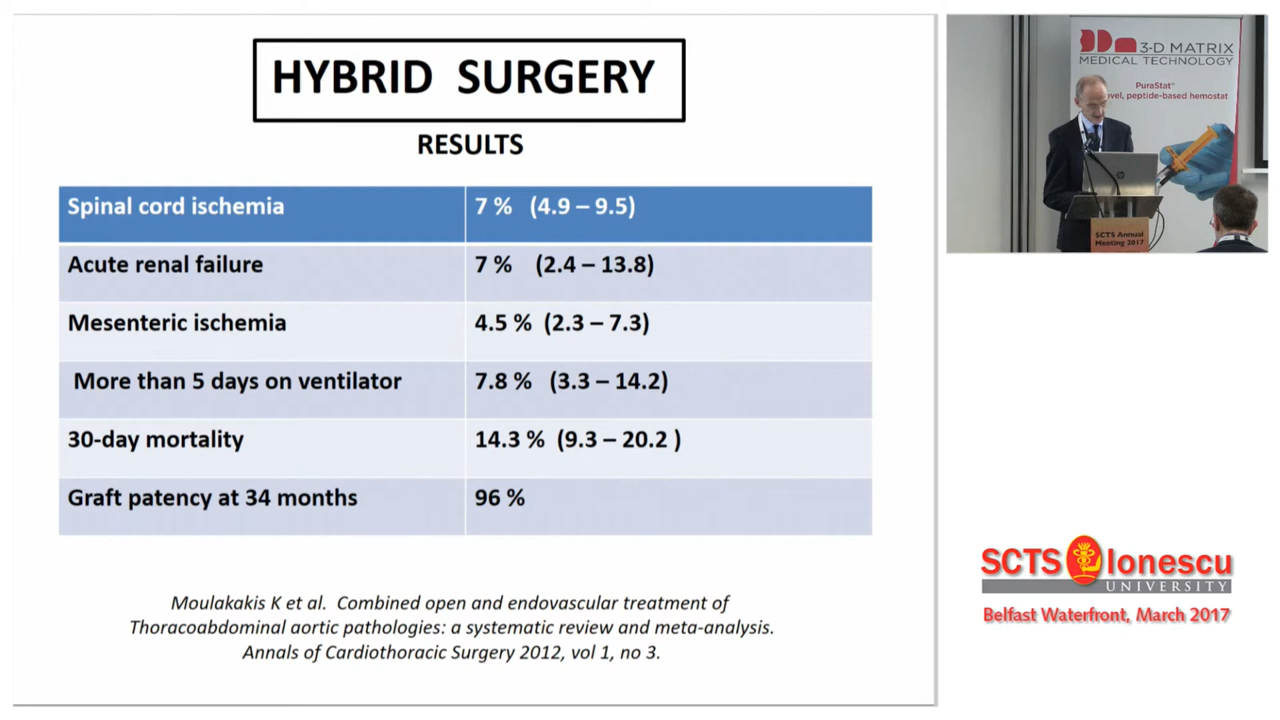 HYBRID SURGERY
RESULTS
Spinal cord ischemia 7 % (4.9 – 9.5)
Acute renal failure 7 % (2.4 – 13.8)
Mesenteric ischemia 4.5 % (2.3 – 7.3)
More than 5 days on ventilator 7.8 % (3.3 – 14.2)
30-day mortality 14.3 % (9.3 – 20.2 )
Graft patency at 34 months 96 %
Moulakakis K et al. Combined open and endovascular treatment of
Thoracoabdominal aortic pathologies: a systematic review and meta-analysis.
Annals of Cardiothoracic Surgery 2012, vol 1, no 3.
3-D MATRIX
MEDICAL TECHNOLOGY
PuraStat®
peptide-based hemostat
hp
SCTS Annual
Meeting 2017
SCTS Ionescu
UNIVERSITY
Belfast Waterfront, March 2017